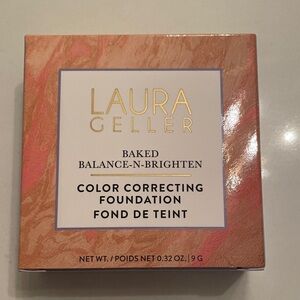 LAURA
GELLER
BAKED
BALANCE-N-BRIGHTEN
COLOR CORRECTING
FOUNDATION
FOND DE TEINT
NET WT. / POIDS NET 0.32 OZ. | 9 G